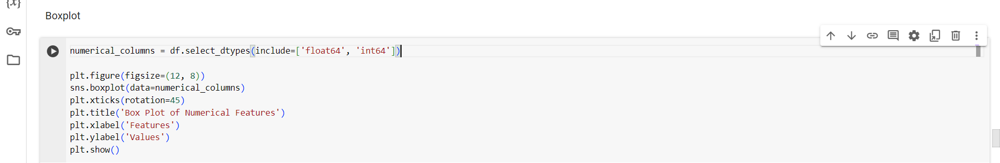 {x}
Boxplot
numerical_columns = df.select_dtypes(include=['float64', 'int64'])
plt.figure(figsize=(12, 8))
sns.boxplot(data=numerical_columns)
plt.xticks(rotation=45)
plt.title('Box Plot of Numerical Features')
plt.xlabel('Features')
plt.ylabel('Values')
plt.show()